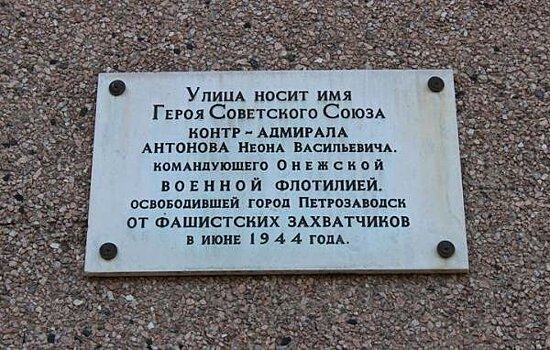 Улица носит имя
Героя Советского Союза
контр-адмирала
Антонова Неона Васильевича.
командующего Онежской
военной флотилией.
освободившей город Петрозаводск
от фашистских захватчиков
в июне 1944 года.